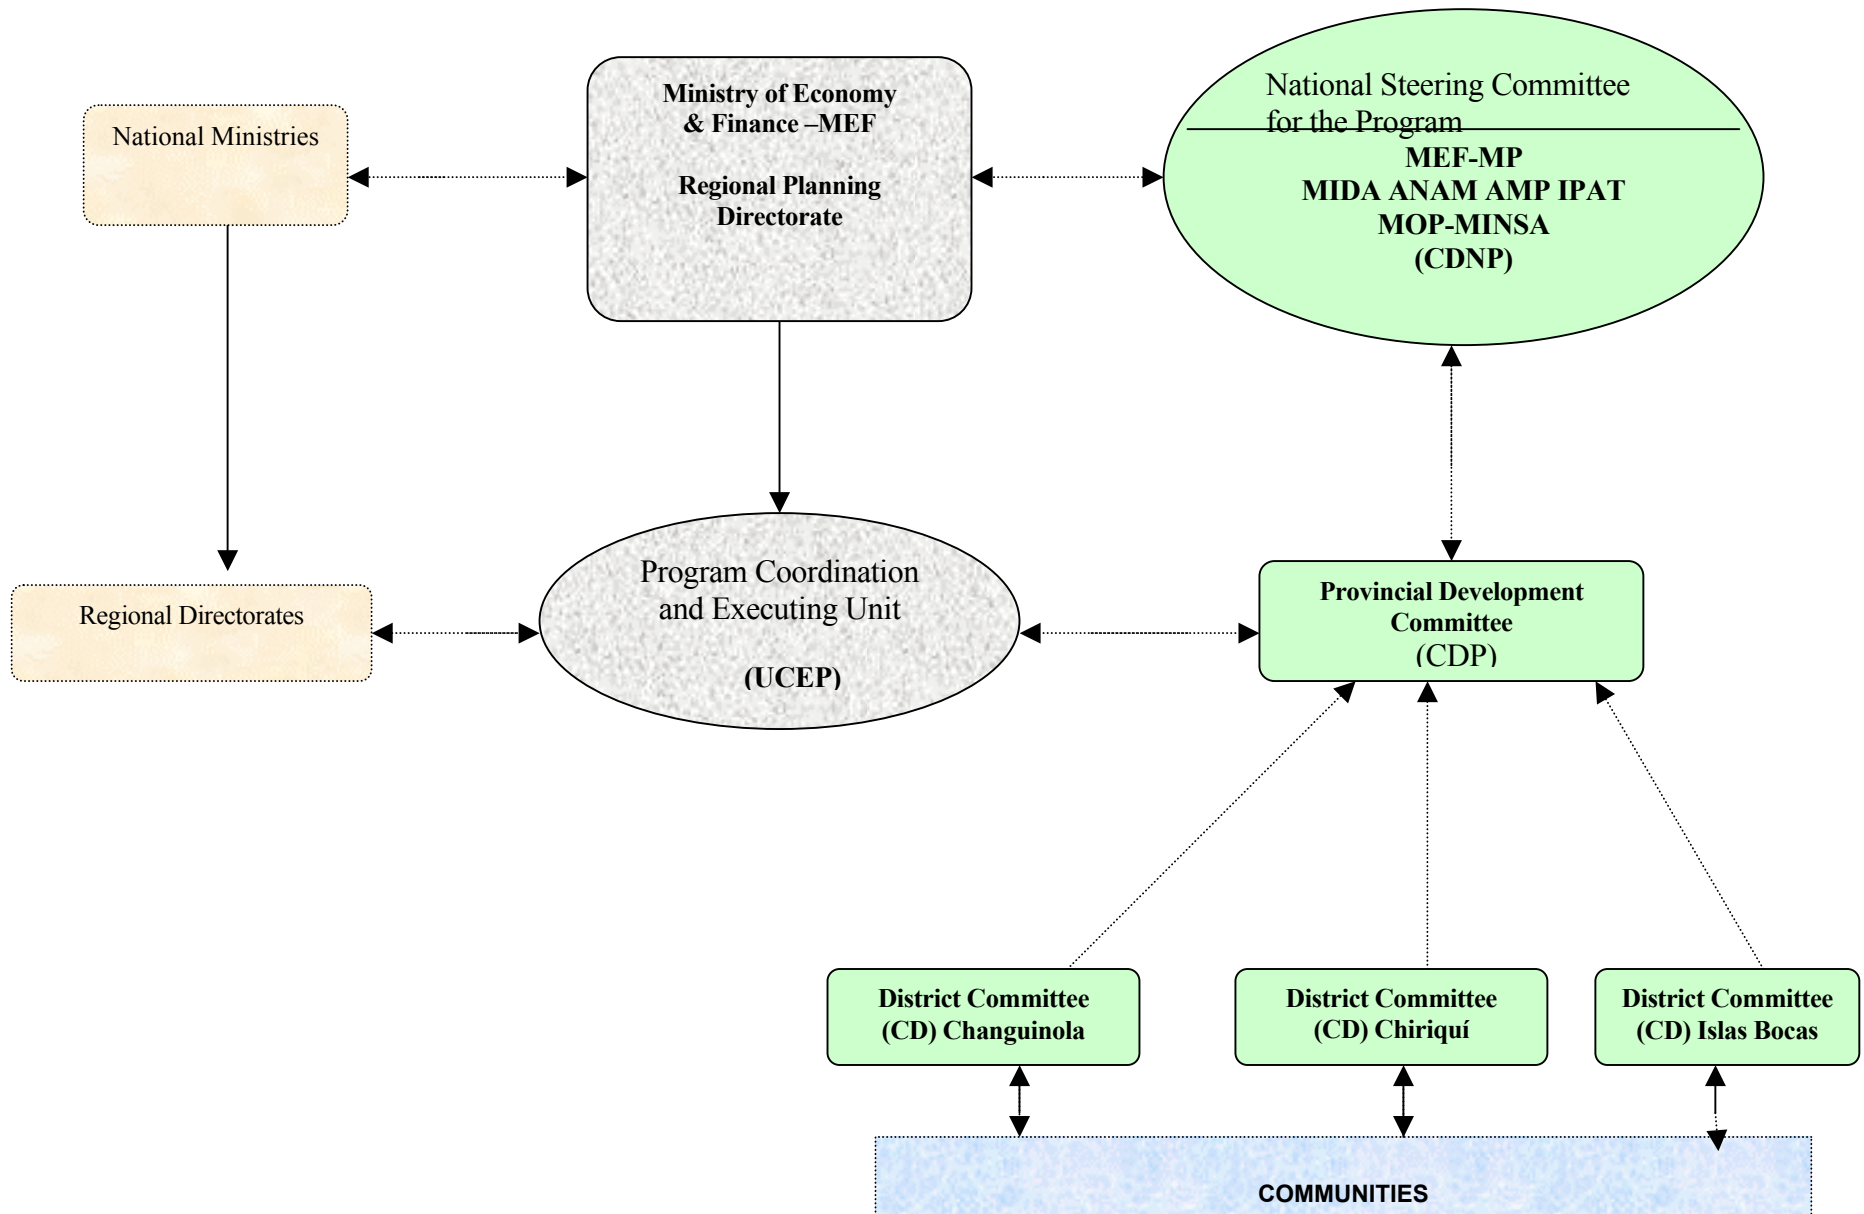 National Ministries
Ministry of Economy
& Finance –MEF
Regional Planning
Directorate
National Steering Committee
for the Program
MEF-MP
MIDA ANAM AMP IPAT
MOP-MINSA
(CDNP)
Regional Directorates
Program Coordination
and Executing Unit
(UCEP)
Provincial Development
Committee
(CDP)
District Committee
(CD) Changuinola
District Committee
(CD) Chiriquí
District Committee
(CD) Islas Bocas
COMMUNITIES